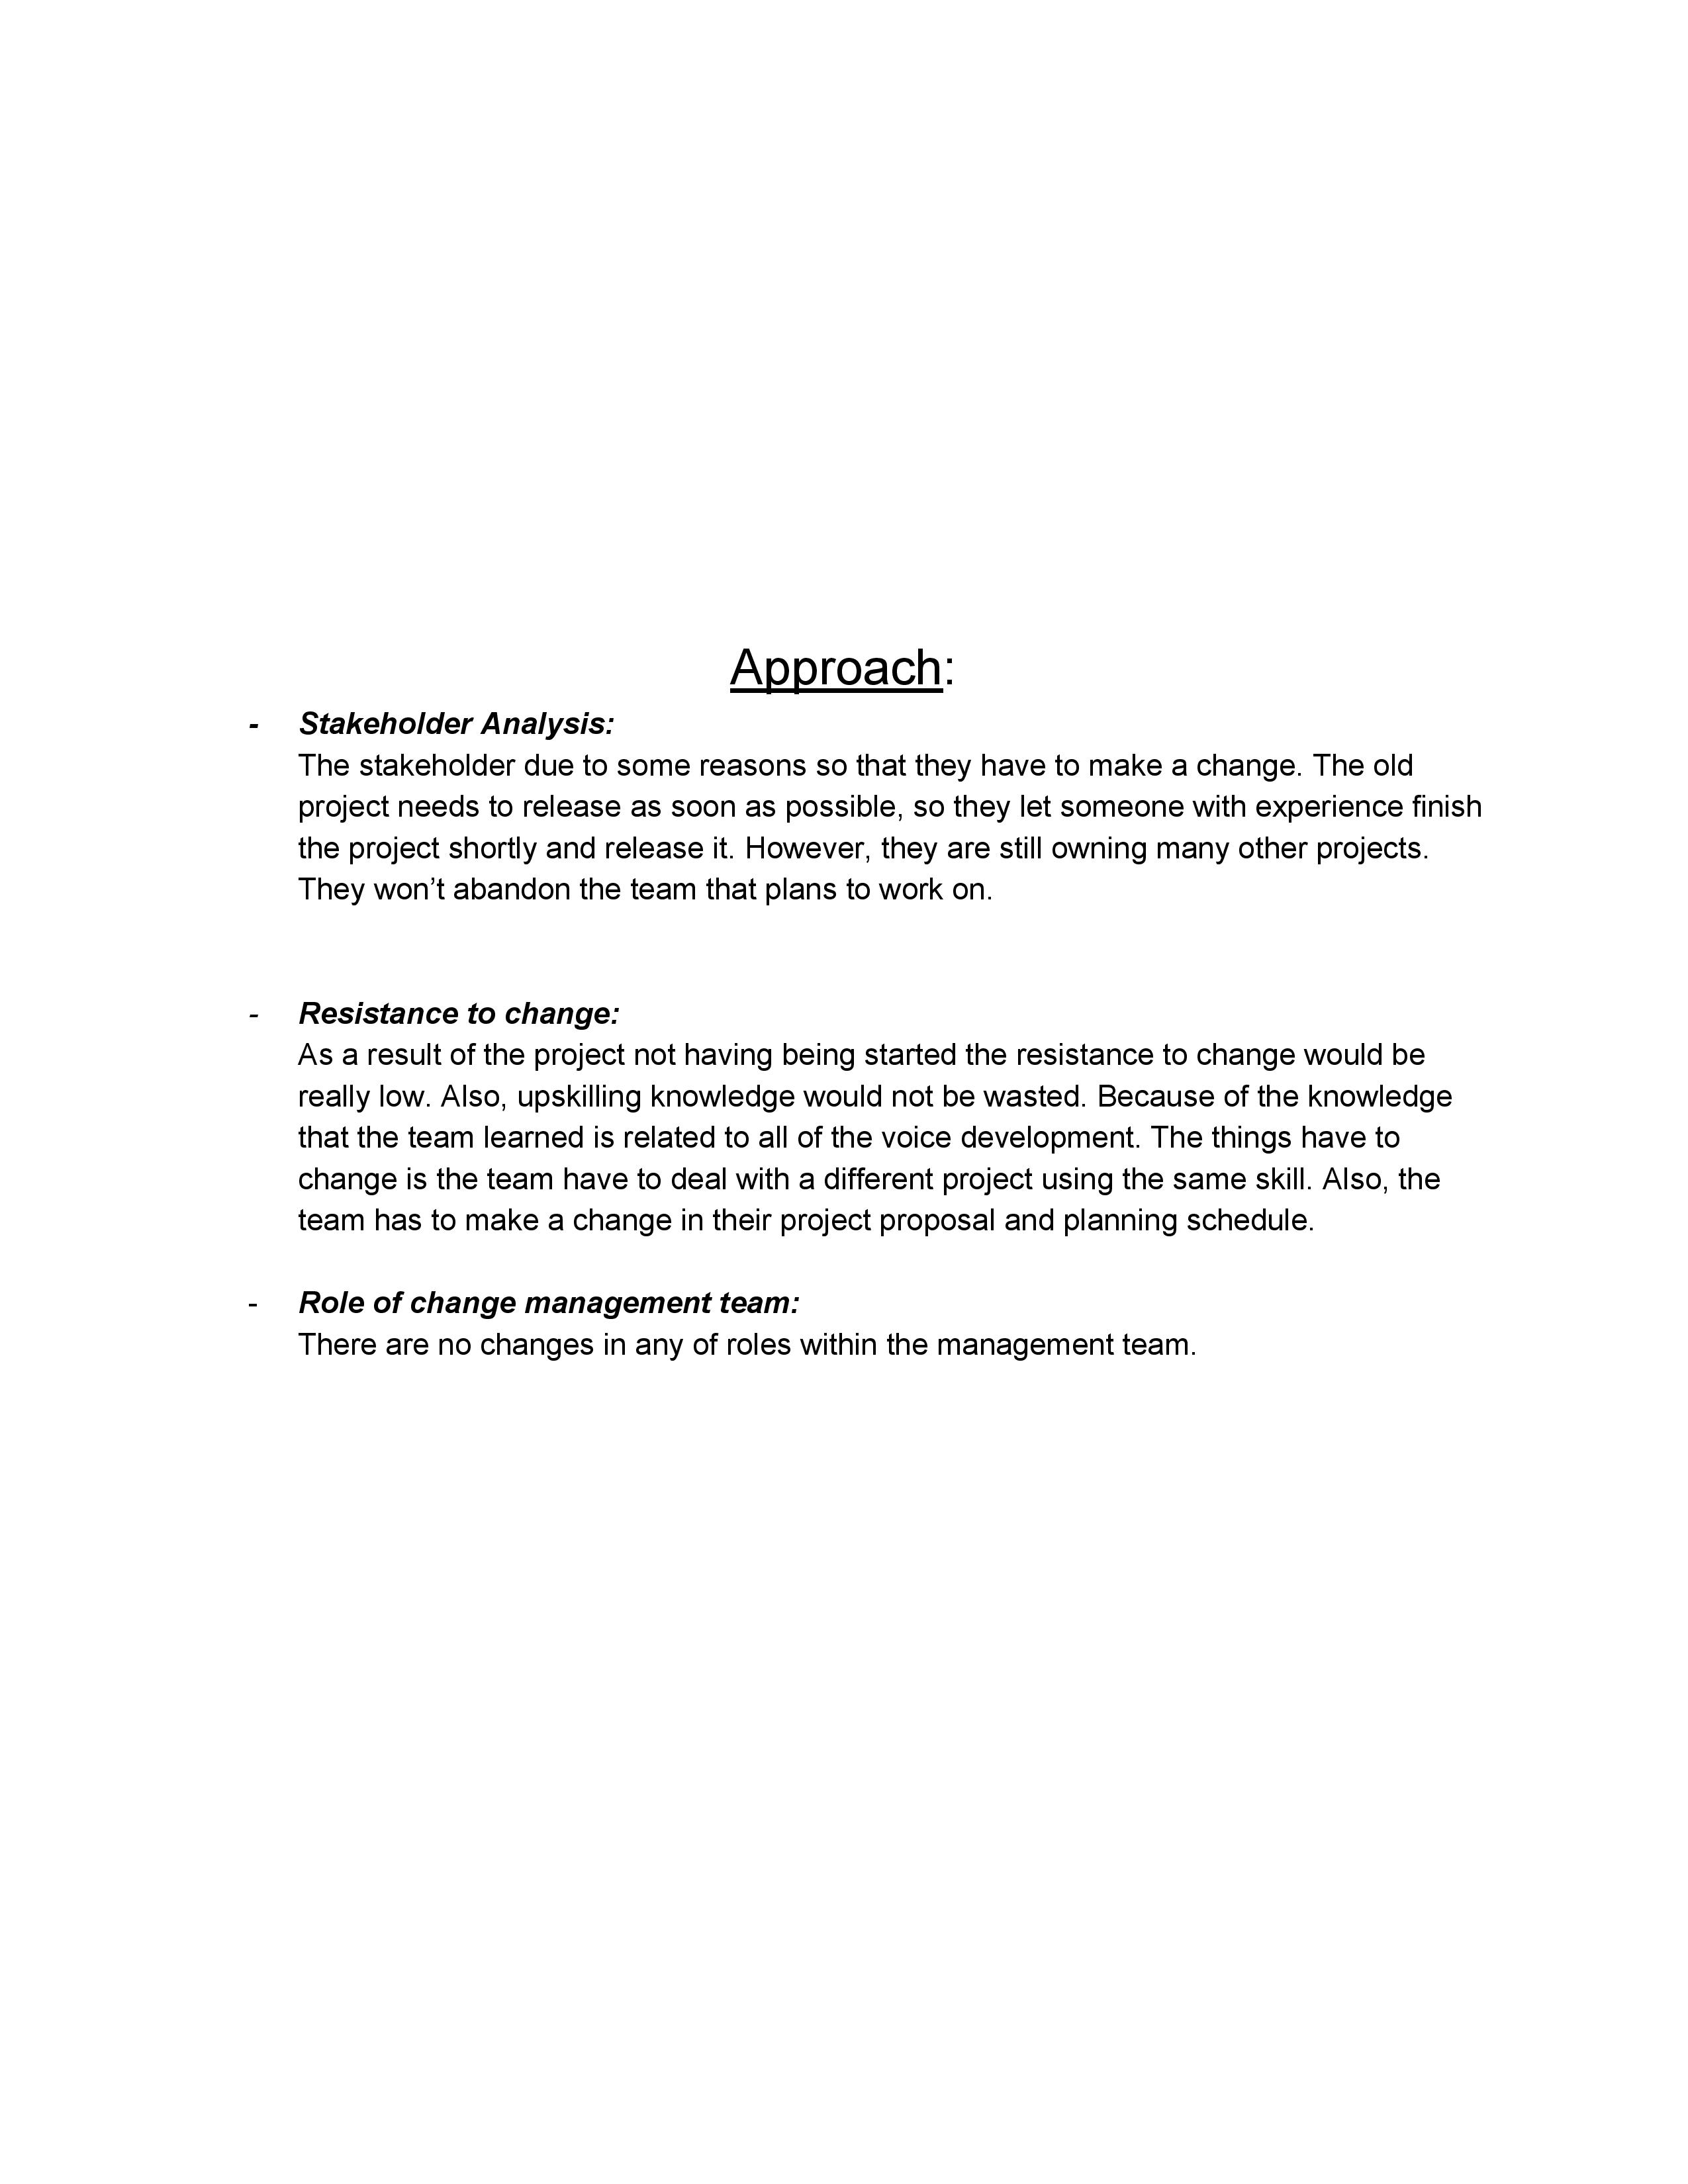 Approach:
- Stakeholder Analysis:
The stakeholder due to some reasons so that they have to make a change. The old
project needs to release as soon as possible, so they let someone with experience finish
the project shortly and release it. However, they are still owning many other projects.
They won’t abandon the team that plans to work on.
- Resistance to change:
As a result of the project not having being started the resistance to change would be
really low. Also, upskilling knowledge would not be wasted. Because of the knowledge
that the team learned is related to all of the voice development. The things have to
change is the team have to deal with a different project using the same skill. Also, the
team has to make a change in their project proposal and planning schedule.
- Role of change management team:
There are no changes in any of roles within the management team.